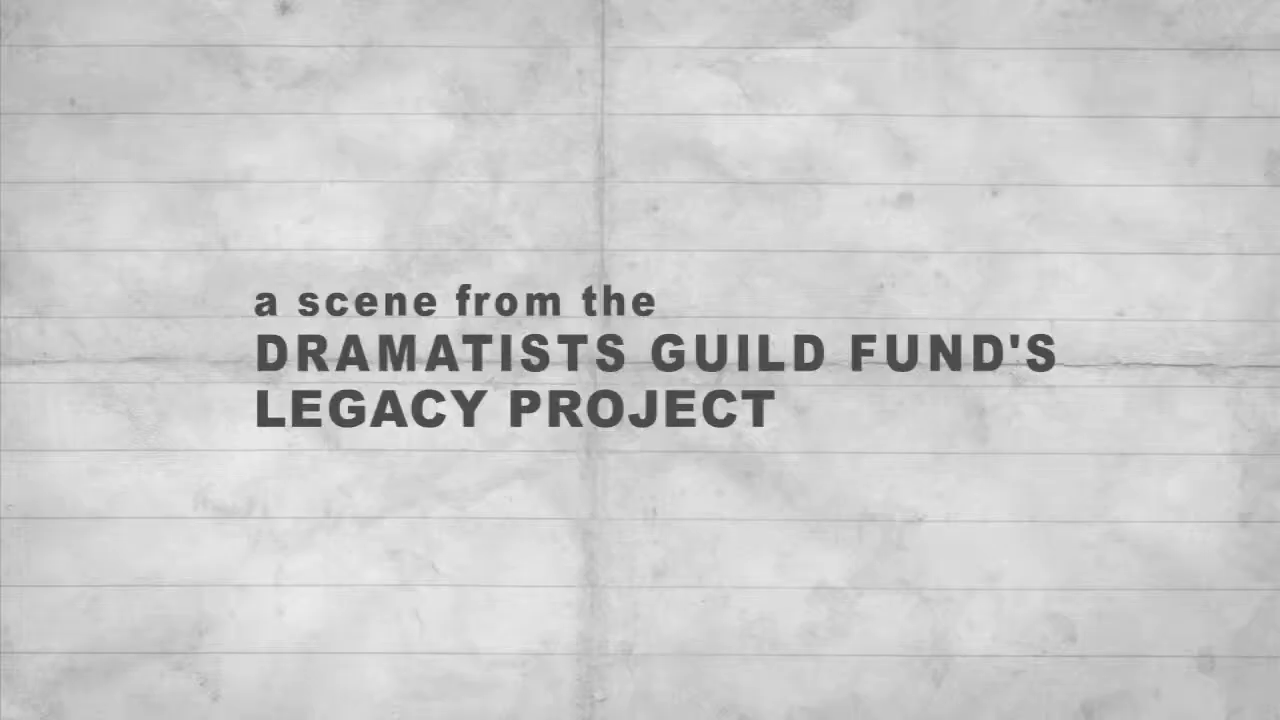 a scene from the
DRAMATISTS GUILD FUND'S
LEGACY PROJECT